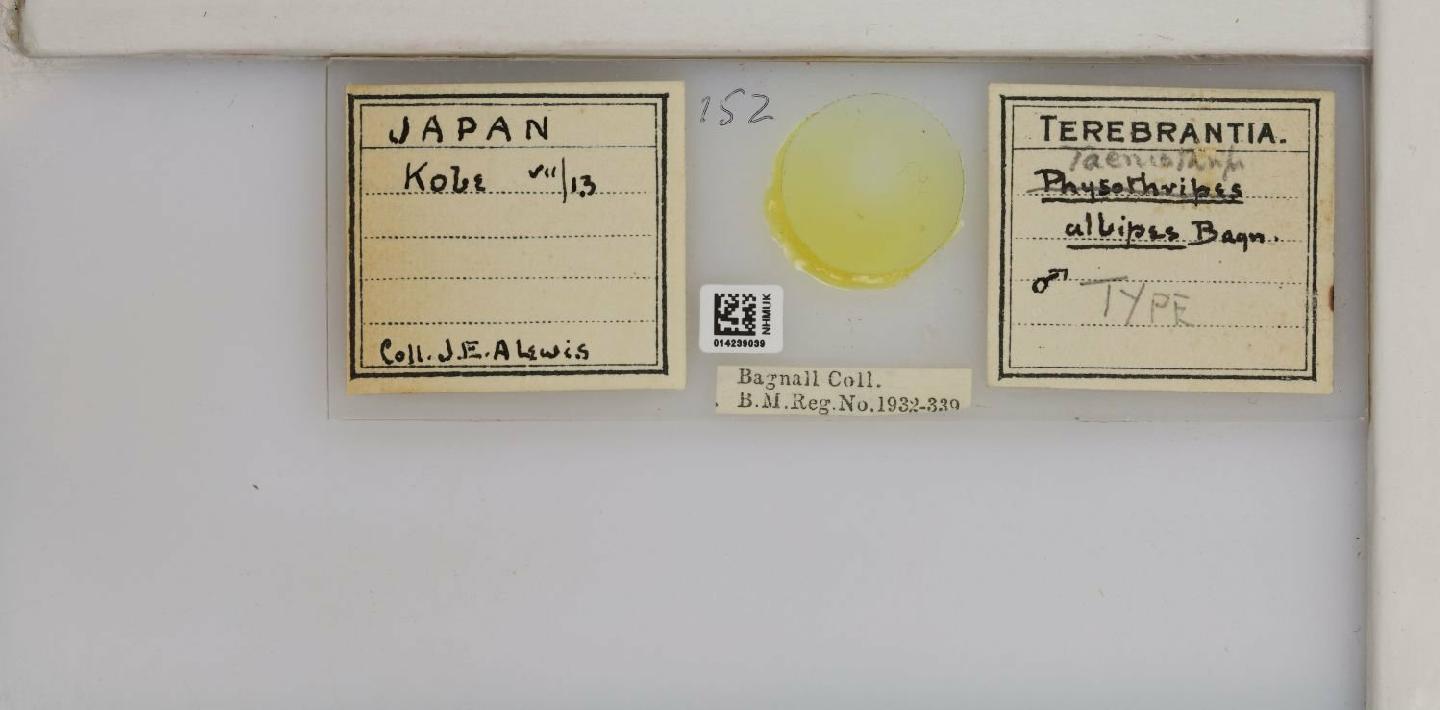 JAPAN
Kobe vii/13
Coll. J.E.A Lewis
152
NHMUK
014239039
Bagnall Coll.
B.M.Reg.No.1932-339
TEREBRANTIA.
Taeniothrips
Physothripes
albipes Bagn.
♂ TYPE